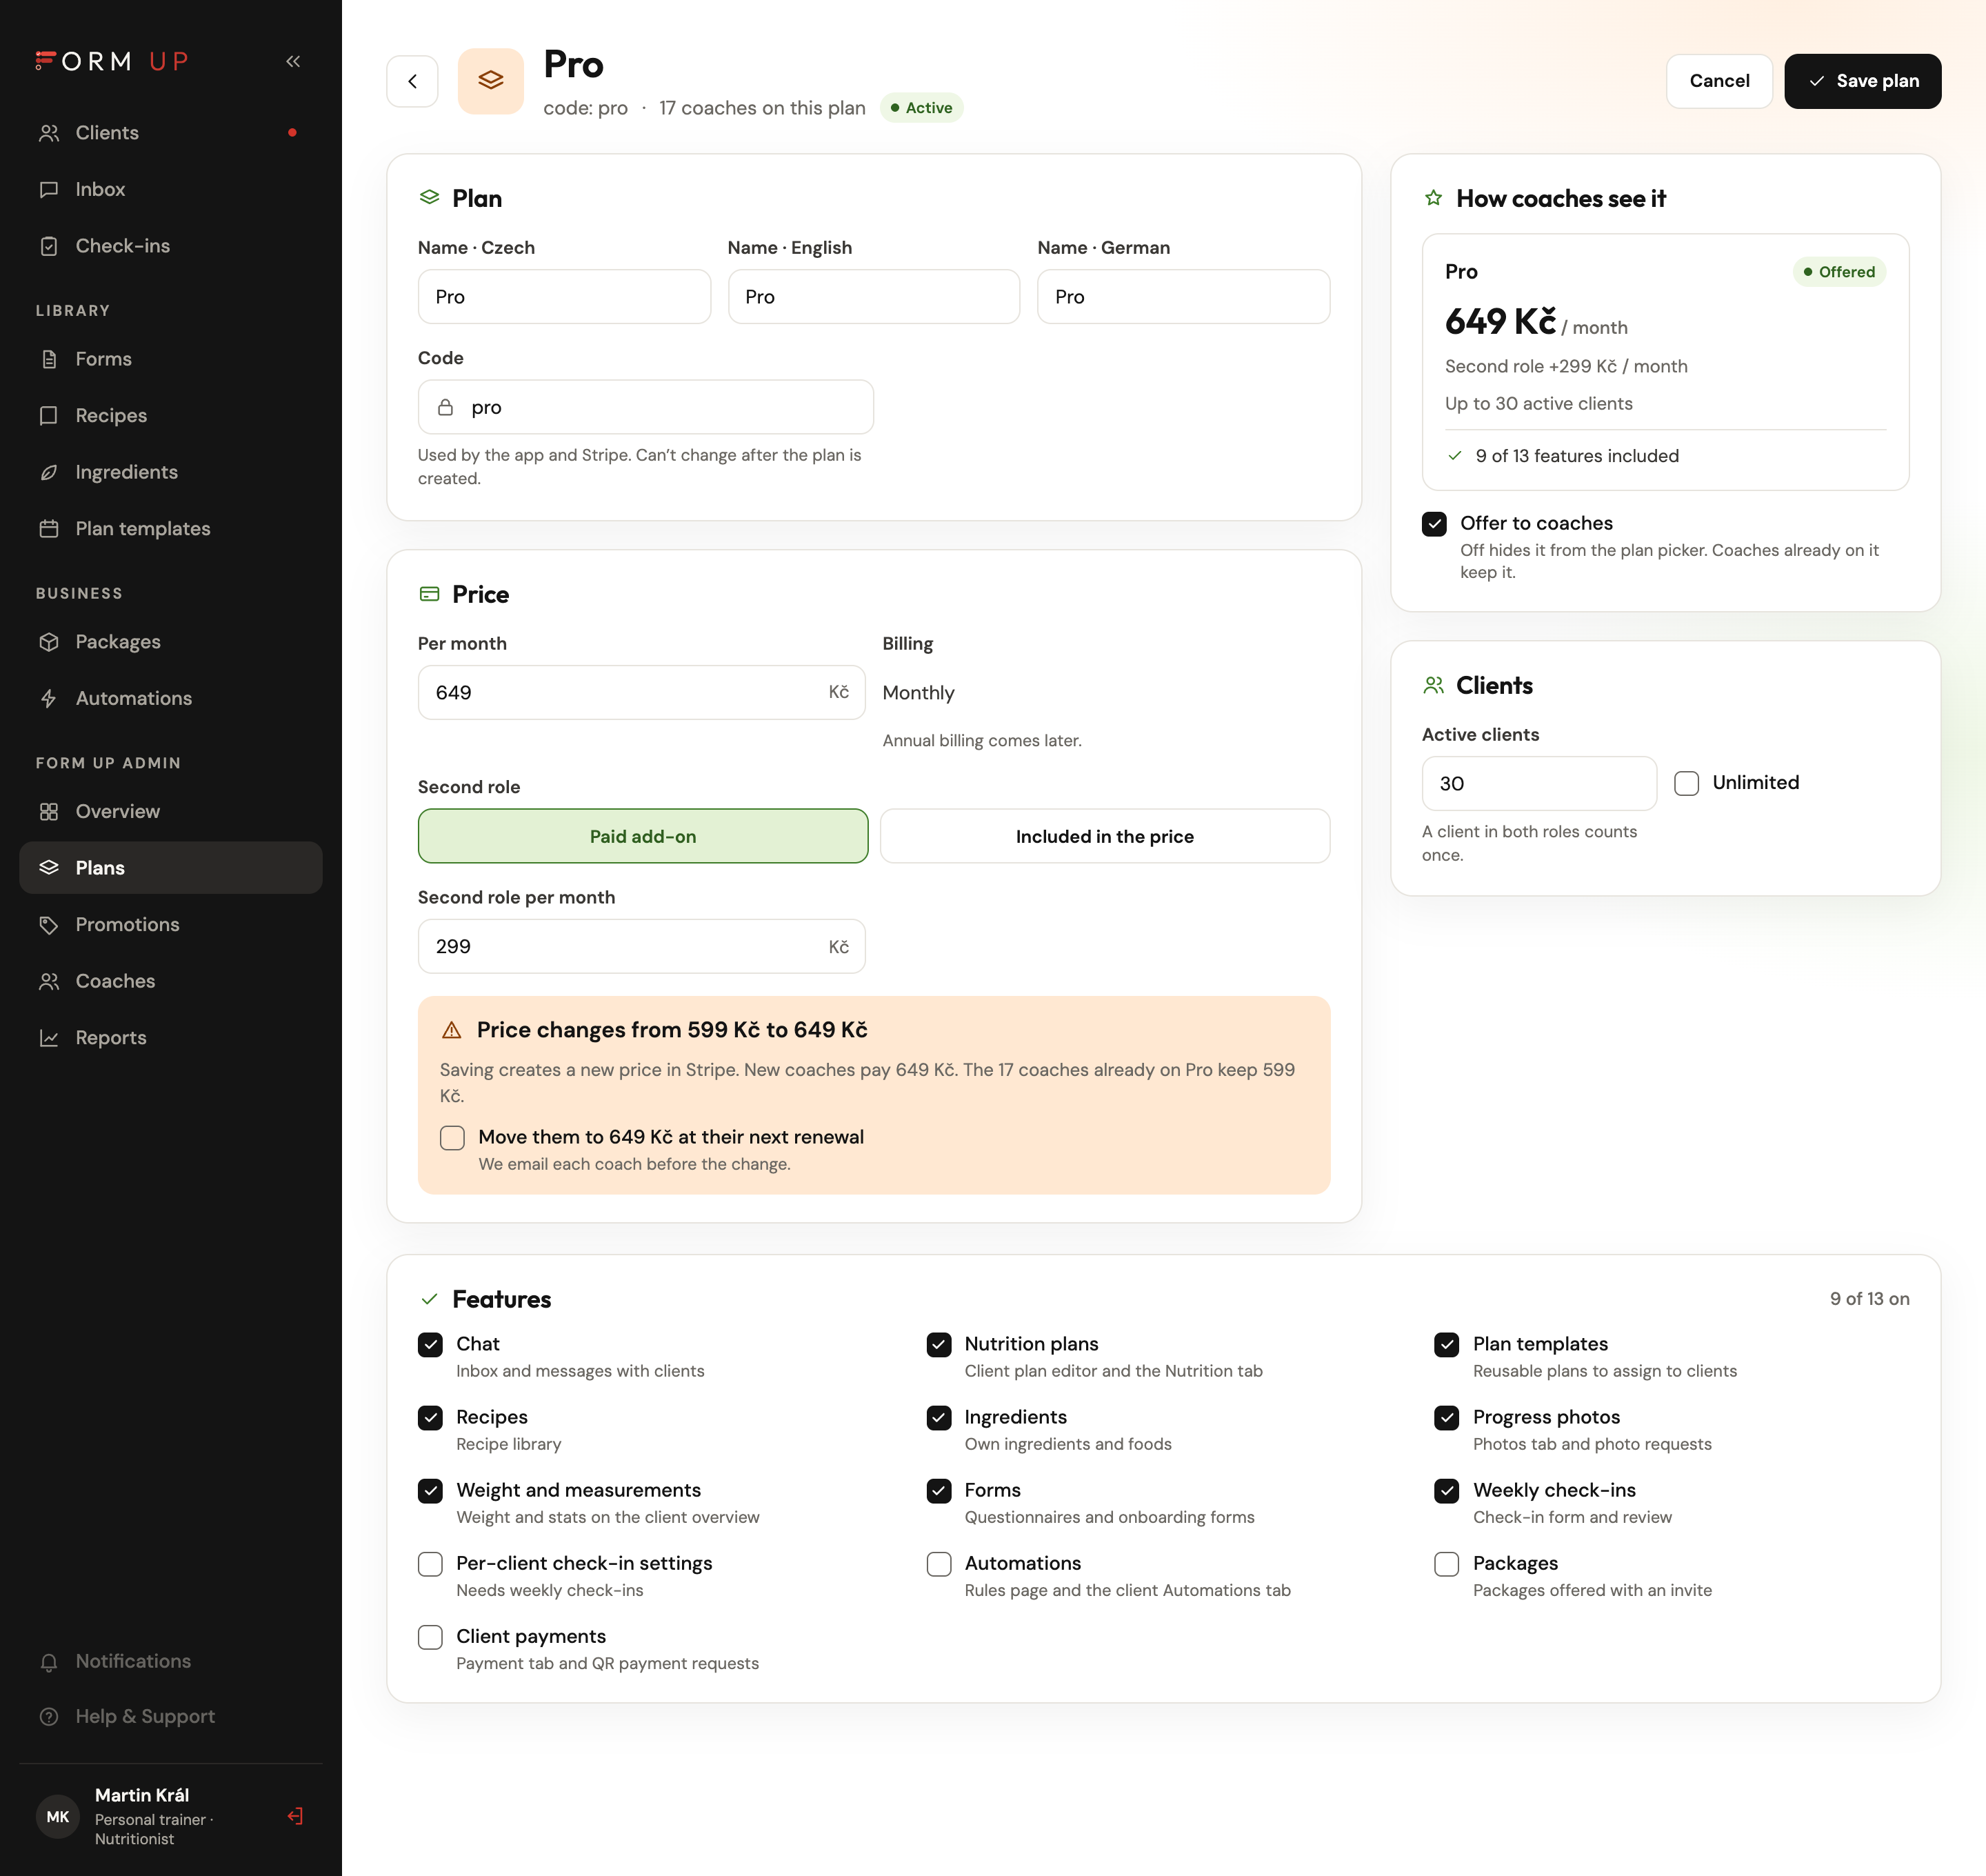 FORM UP
Clients
Inbox
Check-ins
LIBRARY
Forms
Recipes
Ingredients
Plan templates
BUSINESS
Packages
Automations
FORM UP ADMIN
Overview
Plans
Promotions
Coaches
Reports
Notifications
Help & Support
MK
Martin Král
Personal trainer ·
Nutritionist
Pro
code: pro · 17 coaches on this plan
Active
Cancel
Save plan
Plan
Name · Czech
Name · English
Name · German
Pro
Pro
Pro
Code
pro
Used by the app and Stripe. Can’t change after the plan is
created.
Price
Per month
Billing
649 Kč
Monthly
Annual billing comes later.
Second role
Paid add-on
Included in the price
Second role per month
299 Kč
Price changes from 599 Kč to 649 Kč
Saving creates a new price in Stripe. New coaches pay 649 Kč. The 17 coaches already on Pro keep 599
Kč.
Move them to 649 Kč at their next renewal
We email each coach before the change.
How coaches see it
Pro
Offered
649 Kč / month
Second role +299 Kč / month
Up to 30 active clients
9 of 13 features included
Offer to coaches
Off hides it from the plan picker. Coaches already on it
keep it.
Clients
Active clients
30
Unlimited
A client in both roles counts
once.
Features
9 of 13 on
Chat
Inbox and messages with clients
Nutrition plans
Client plan editor and the Nutrition tab
Plan templates
Reusable plans to assign to clients
Recipes
Recipe library
Ingredients
Own ingredients and foods
Progress photos
Photos tab and photo requests
Weight and measurements
Weight and stats on the client overview
Forms
Questionnaires and onboarding forms
Weekly check-ins
Check-in form and review
Per-client check-in settings
Needs weekly check-ins
Automations
Rules page and the client Automations tab
Packages
Packages offered with an invite
Client payments
Payment tab and QR payment requests